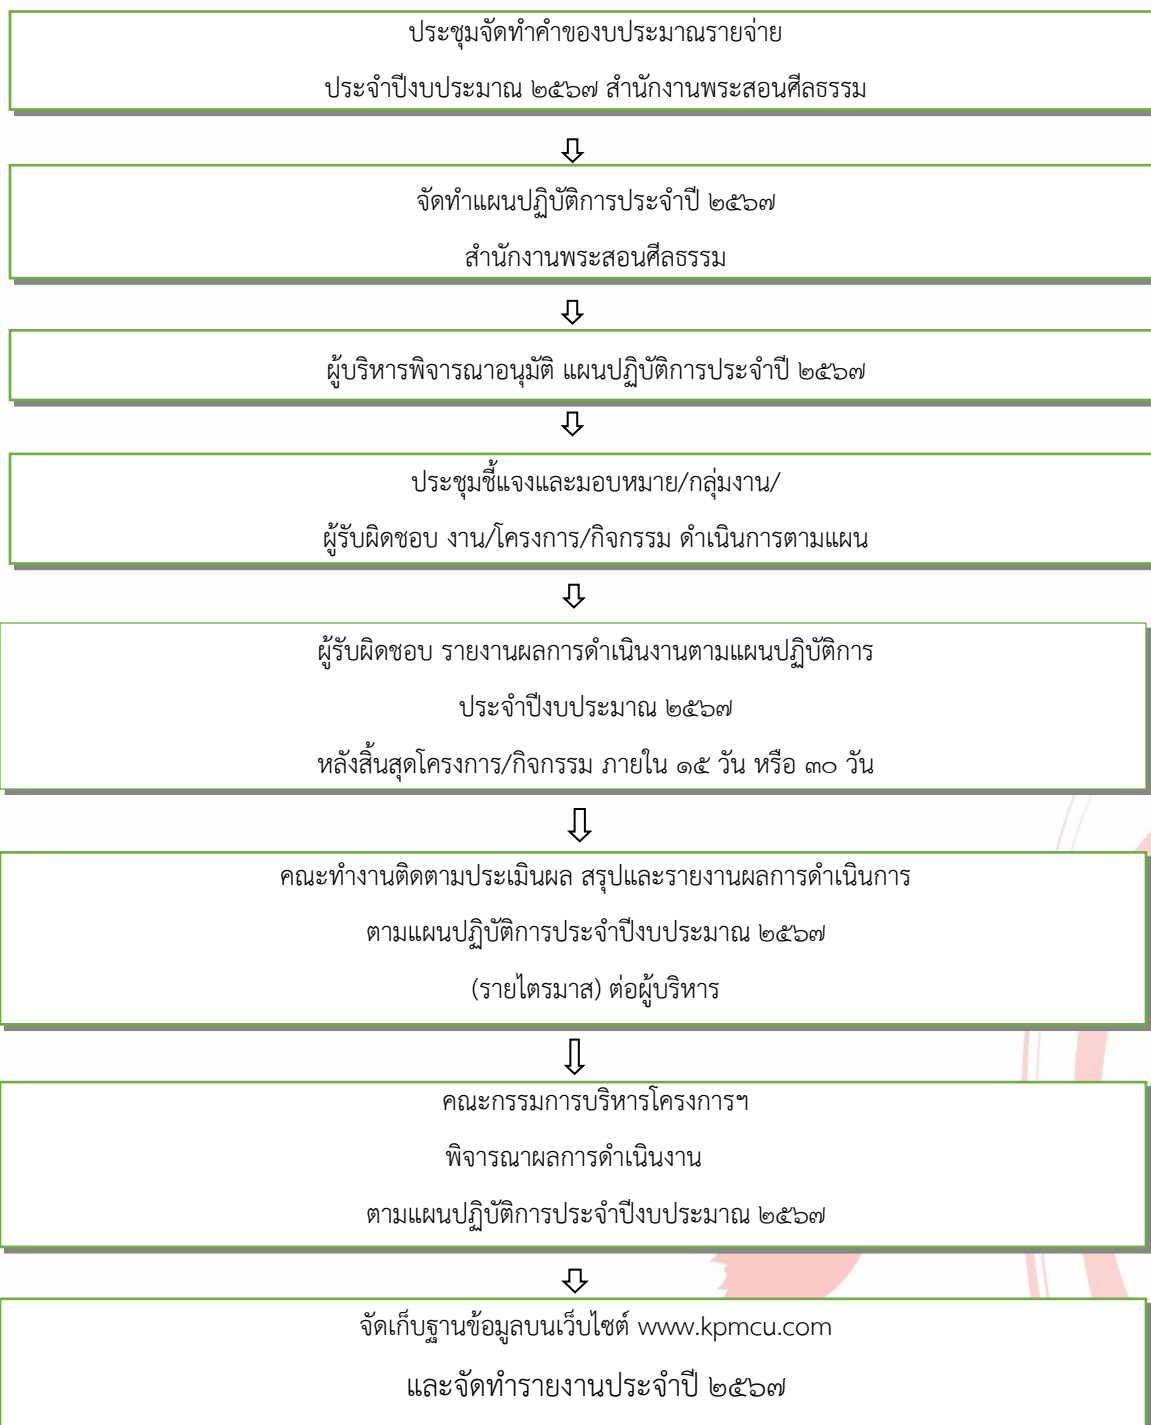 ประชุมจัดทำคำของบประมาณรายจ่าย
ประจำปีงบประมาณ ๒๕๖๗ สำนักงานพระสอนศีลธรรม
จัดทำแผนปฏิบัติการประจำปี ๒๕๖๗
สำนักงานพระสอนศีลธรรม
ผู้บริหารพิจารณาอนุมัติ แผนปฏิบัติการประจำปี ๒๕๖๗
ประชุมชี้แจงและมอบหมาย/กลุ่มงาน/
ผู้รับผิดชอบ งาน/โครงการ/กิจกรรม ดำเนินการตามแผน
ผู้รับผิดชอบ รายงานผลการดำเนินงานตามแผนปฏิบัติการ
ประจำปีงบประมาณ ๒๕๖๗
หลังสิ้นสุดโครงการ/กิจกรรม ภายใน ๑๕ วัน หรือ ๓๐ วัน
คณะทำงานติดตามประเมินผล สรุปและรายงานผลการดำเนินการ
ตามแผนปฏิบัติการประจำปีงบประมาณ ๒๕๖๗
(รายไตรมาส) ต่อผู้บริหาร
คณะกรรมการบริหารโครงการฯ
พิจารณาผลการดำเนินงาน
ตามแผนปฏิบัติการประจำปีงบประมาณ ๒๕๖๗
จัดเก็บฐานข้อมูลบนเว็บไซต์ www.kpmcu.com
และจัดทำรายงานประจำปี ๒๕๖๗